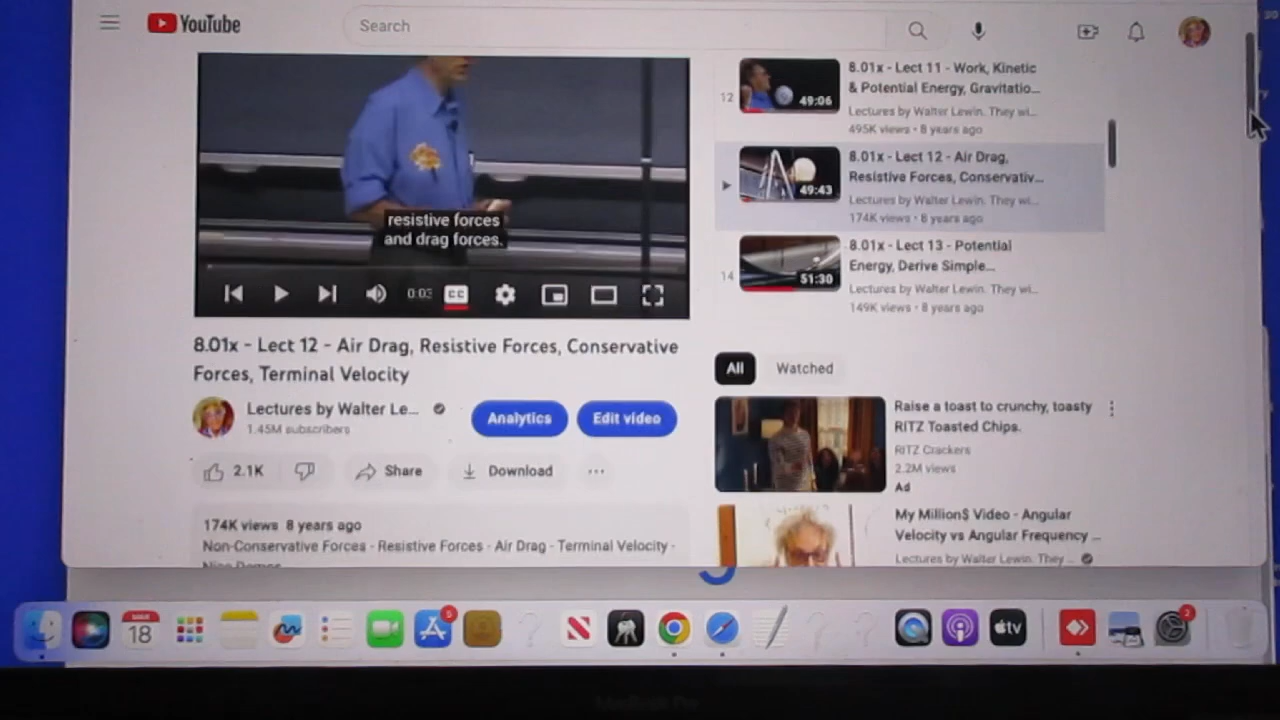 YouTube
Search
resistive forces
and drag forces.
0:03
CC
8.01x - Lect 12 - Air Drag, Resistive Forces, Conservative
Forces, Terminal Velocity
Lectures by Walter Le...
1.45M subscribers
Analytics
Edit video
2.1K
Share
Download
174K views 8 years ago
Non-Conservative Forces - Resistive Forces - Air Drag - Terminal Velocity -
12
49:06
8.01x - Lect 11 - Work, Kinetic
& Potential Energy, Gravitatio...
Lectures by Walter Lewin. They wi...
495K views • 8 years ago
49:43
8.01x - Lect 12 - Air Drag,
Resistive Forces, Conservativ...
Lectures by Walter Lewin. They wi...
174K views • 8 years ago
14
51:30
8.01x - Lect 13 - Potential
Energy, Derive Simple...
Lectures by Walter Lewin. They wi...
149K views • 8 years ago
All
Watched
Raise a toast to crunchy, toasty
RITZ Toasted Chips.
RITZ Crackers
2.2M views
Ad
My Million$ Video - Angular
Velocity vs Angular Frequency ...
Lectures by Walter Lewin. They ...
18
5
tv
2
MacBook Pro